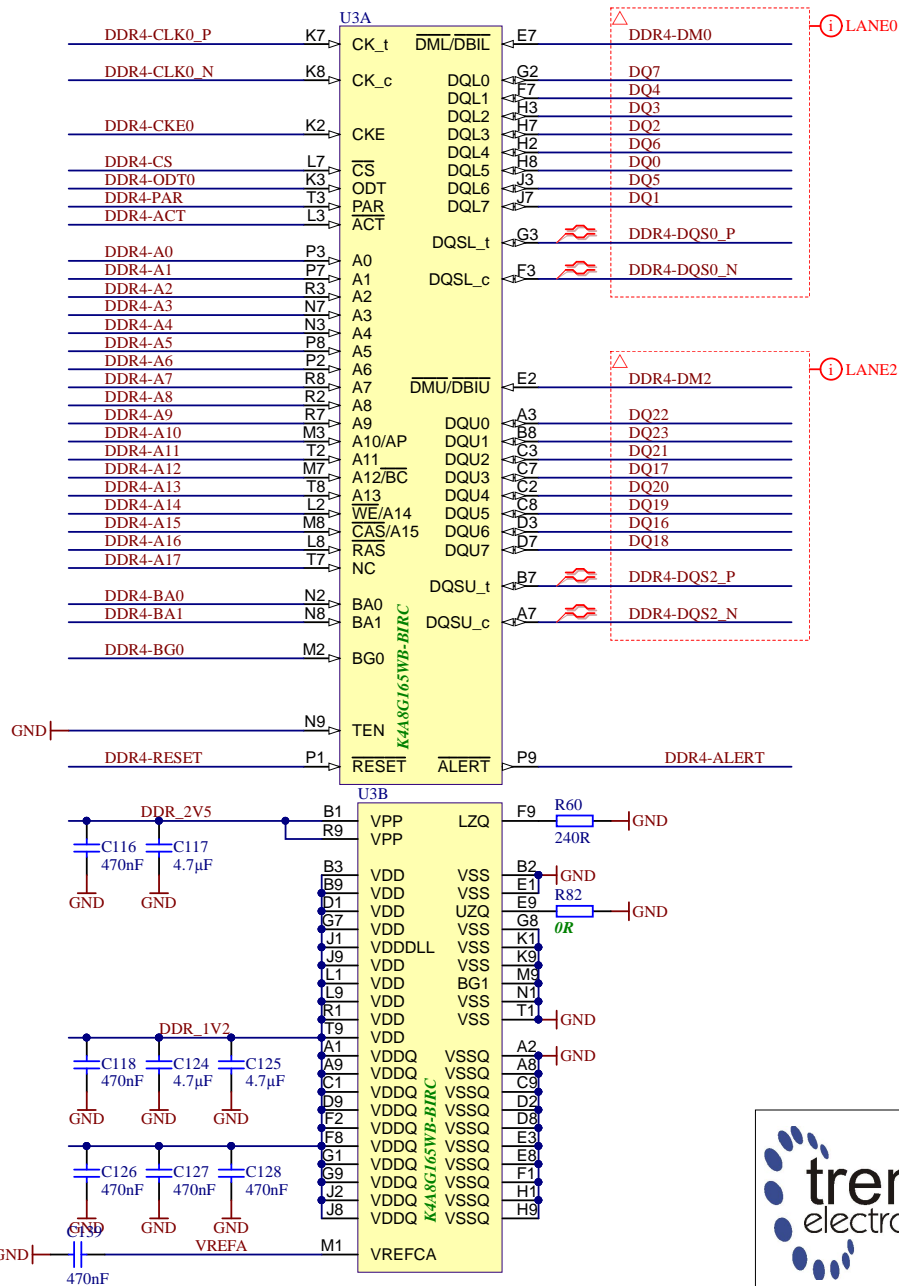 U3A
DDR4-CLK0_P K7 CK_t DML/DBIL E7 DDR4-DM0 LANE0
DDR4-CLK0_N K8 CK_c DQL0 G2 DQ7
DQL1 F7 DQ4
DQL2 H3 DQ3
DDR4-CKE0 K2 CKE DQL3 H7 DQ2
DQL4 H2 DQ6
DDR4-CS L7 CS DQL5 H8 DQ0
DDR4-ODT0 K3 ODT DQL6 J3 DQ5
DDR4-PAR T3 PAR DQL7 J7 DQ1
DDR4-ACT L3 ACT
DQSL_t G3 DDR4-DQS0_P
DDR4-A0 P3 A0
DDR4-A1 P7 A1 DQSL_c F3 DDR4-DQS0_N
DDR4-A2 R3 A2
DDR4-A3 N7 A3
DDR4-A4 N3 A4
DDR4-A5 P8 A5
DDR4-A6 P2 A6 LANE2
DDR4-A7 R8 A7 DMU/DBIU E2 DDR4-DM2
DDR4-A8 R2 A8
DDR4-A9 R7 A9 DQU0 A3 DQ22
DDR4-A10 M3 A10/AP DQU1 B8 DQ23
DDR4-A11 T2 A11 DQU2 C3 DQ21
DDR4-A12 M7 A12/BC DQU3 C7 DQ17
DDR4-A13 T8 A13 DQU4 C2 DQ20
DDR4-A14 L2 WE/A14 DQU5 C8 DQ19
DDR4-A15 M8 CAS/A15 DQU6 D3 DQ16
DDR4-A16 L8 RAS DQU7 D7 DQ18
DDR4-A17 T7 NC
DQSU_t B7 DDR4-DQS2_P
DDR4-BA0 N2 BA0
DDR4-BA1 N8 BA1 DQSU_c A7 DDR4-DQS2_N
DDR4-BG0 M2 BG0
K4A8G165WB-BIRC
GND N9 TEN
DDR4-RESET P1 RESET ALERT P9 DDR4-ALERT
U3B
DDR_2V5 B1 VPP LZQ F9 R60 240R GND
R9 VPP
C116 470nF GND
C117 4.7µF GND
B3 VDD VSS B2 GND
B9 VDD VSS E1
D1 VDD UZQ E9 R82 0R GND
G7 VDD VSS G8
J1 VDDDLL VSS K1
J9 VDD VSS K9
L1 VDD BG1 M9
L9 VDD VSS N1
R1 VDD VSS T1 GND
DDR_1V2 T9 VDD
A1 VDDQ VSSQ A2 GND
A9 VDDQ VSSQ A8
C1 VDDQ VSSQ C9
D9 VDDQ VSSQ D2
F2 VDDQ VSSQ D8
F8 VDDQ VSSQ E3
G1 VDDQ VSSQ E8
G9 VDDQ VSSQ F1
J2 VDDQ VSSQ H1
J8 VDDQ VSSQ H9
C118 470nF GND
C124 4.7µF GND
C125 4.7µF GND
C126 470nF GND
C127 470nF GND
C128 470nF GND
K4A8G165WB-BIRC
GND C139 470nF VREFA M1 VREFCA
tren
electro